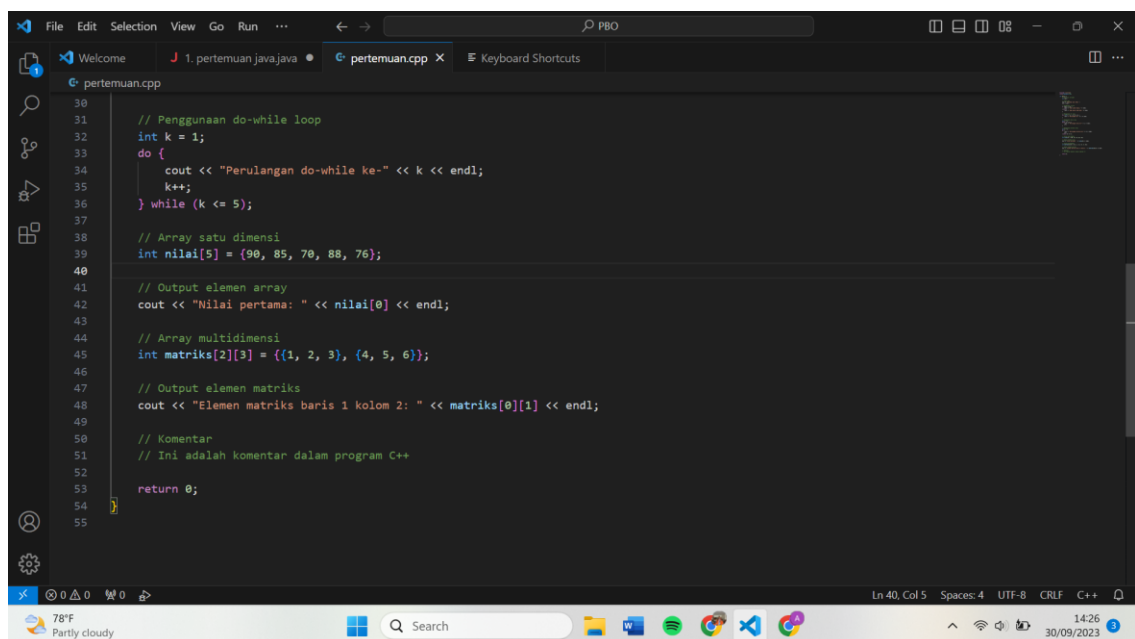 File Edit Selection View Go Run ... PBO
Welcome J 1. pertemuan java.java pertemuan.cpp Keyboard Shortcuts ...
pertemuan.cpp
30
31 // Penggunaan do-while loop
32 int k = 1;
33 do {
34 cout << "Perulangan do-while ke-" << k << endl;
35 k++;
36 } while (k <= 5);
37
38 // Array satu dimensi
39 int nilai[5] = {90, 85, 70, 88, 76};
40
41 // Output elemen array
42 cout << "Nilai pertama: " << nilai[0] << endl;
43
44 // Array multidimensi
45 int matriks[2][3] = {{1, 2, 3}, {4, 5, 6}};
46
47 // Output elemen matriks
48 cout << "Elemen matriks baris 1 kolom 2: " << matriks[0][1] << endl;
49
50 // Komentar
51 // Ini adalah komentar dalam program C++
52
53 return 0;
54 }
55
1
0 0 0 Ln 40, Col 5 Spaces: 4 UTF-8 CRLF C++
78°F Search 14:26
Partly cloudy 30/09/2023 3